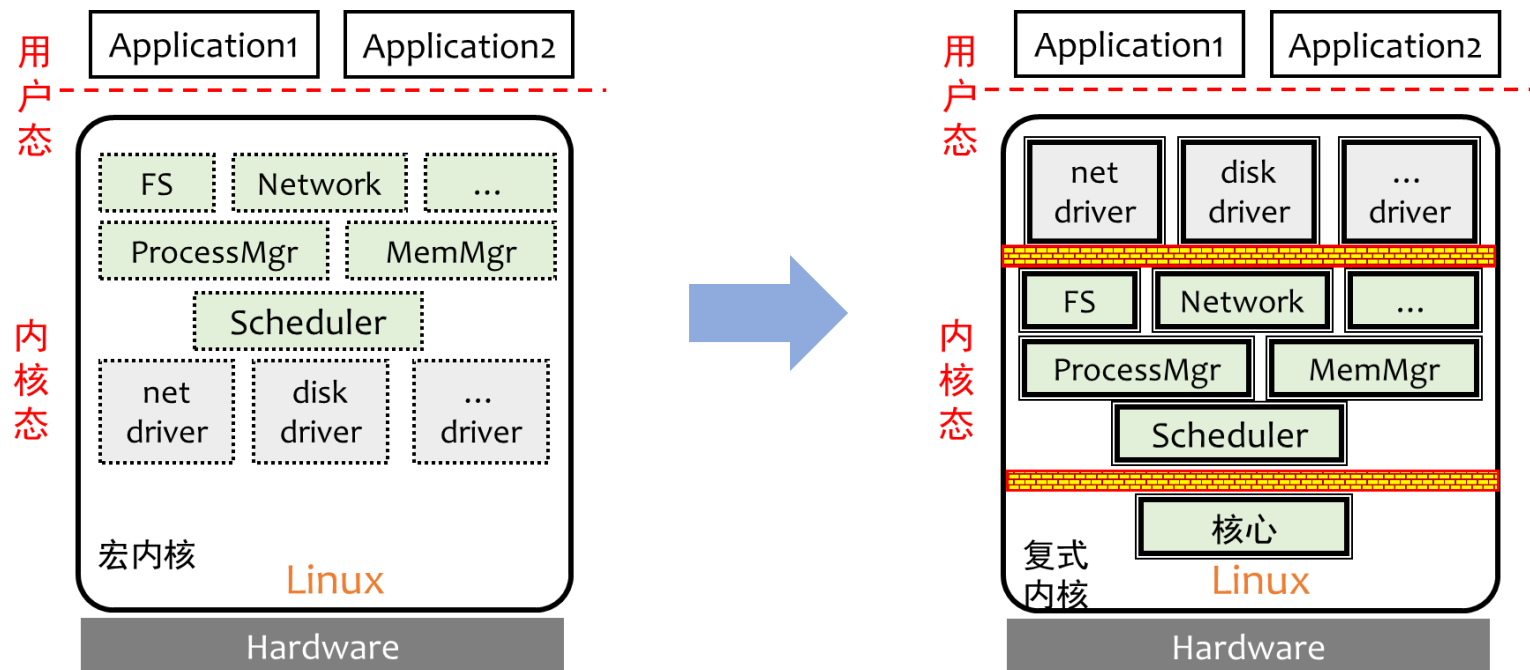 用户态
Application1
Application2
内核态
FS
Network
...
ProcessMgr
MemMgr
Scheduler
net
driver
disk
driver
...
driver
宏内核
Linux
Hardware
用户态
Application1
Application2
内核态
net
driver
disk
driver
...
driver
FS
Network
...
ProcessMgr
MemMgr
Scheduler
核心
复式
内核
Linux
Hardware